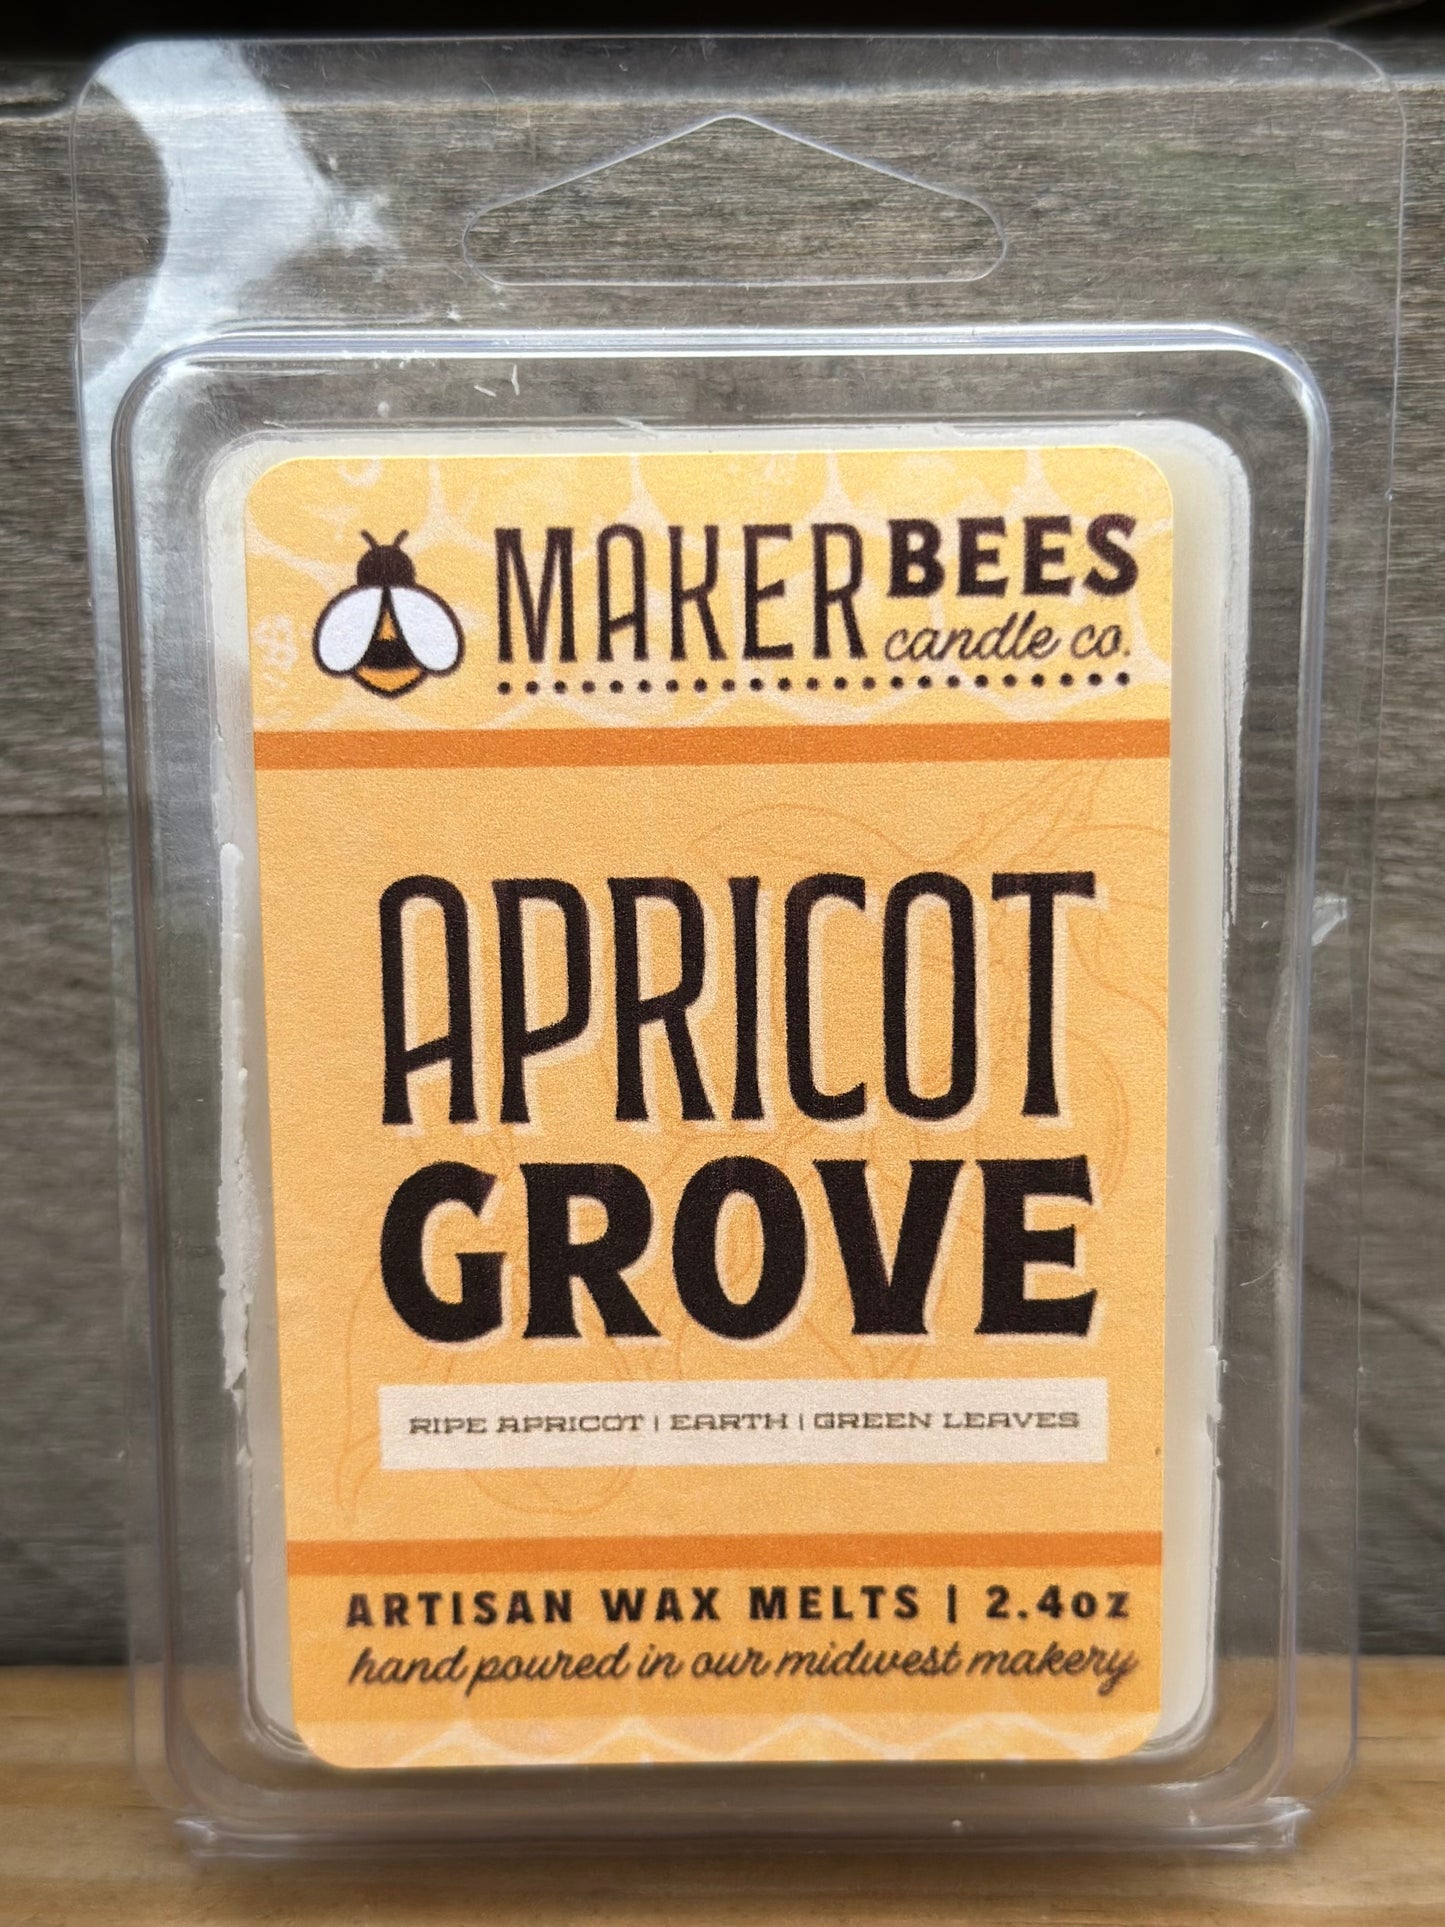 MAKER BEES
candle co.
APRICOT
GROVE
RIPE APRICOT | EARTH | GREEN LEAVES
ARTISAN WAX MELTS | 2.4oz
hand poured in our midwest makery